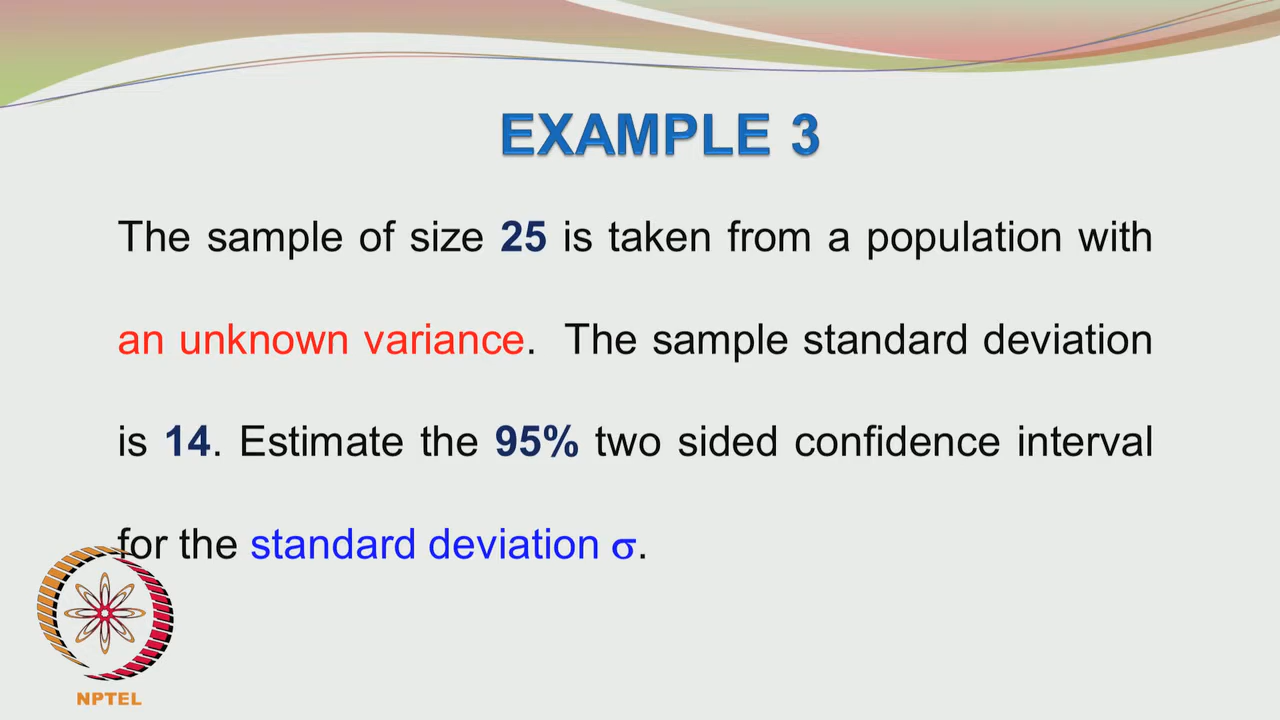 EXAMPLE 3
The sample of size 25 is taken from a population with
an unknown variance. The sample standard deviation
is 14. Estimate the 95% two sided confidence interval
for the standard deviation σ.
NPTEL